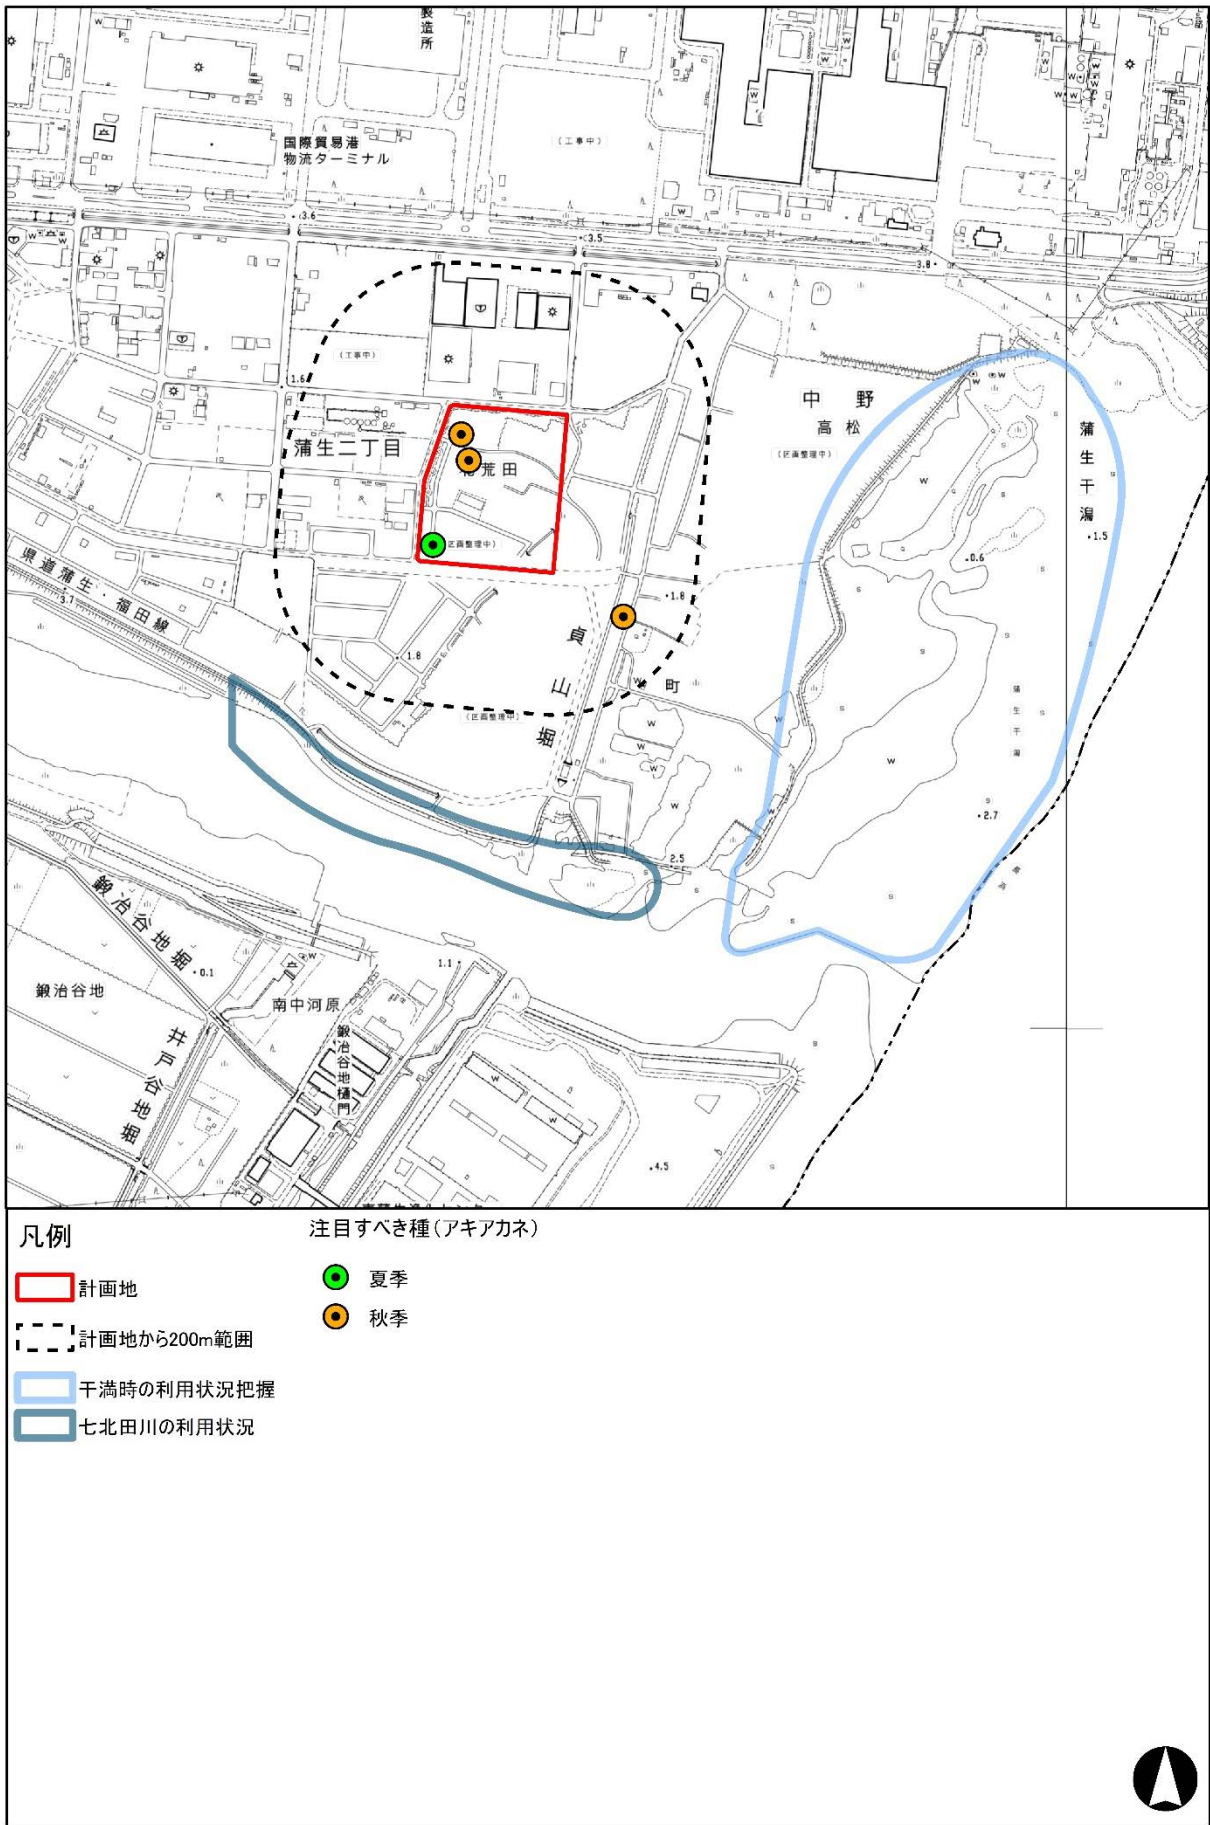 製造所
国際貿易港
物流ターミナル
(工事中)
3.6
3.5
3.8
(工事中)
1.6
蒲生二丁目
荒田
(区画整理中)
中野
高松
(区画整理中)
蒲生干潟
1.5
0.6
県道蒲生・福田線
3.7
1.8
1.8
貞山堀
町
(区画整理中)
蒲生干潟
2.7
2.5
鍛冶谷地堀
0.1
鍛冶谷地
井戸谷地堀
南中河原
鍛冶谷地樋門
1.1
4.5
凡例
計画地
計画地から200m範囲
干満時の利用状況把握
七北田川の利用状況
注目すべき種(アキアカネ)
夏季
秋季